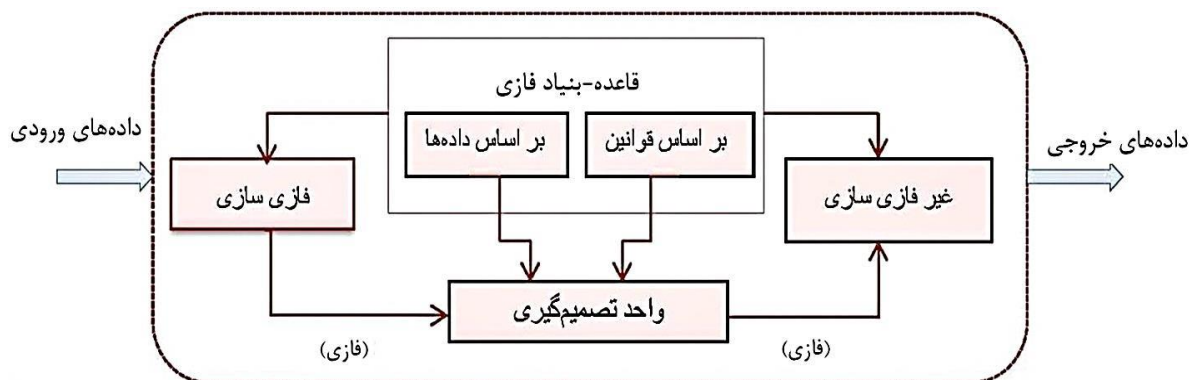 قاعده-بنیاد فازی
داده‌های ورودی
بر اساس داده‌ها
بر اساس قوانین
داده‌های خروجی
فازی سازی
غیر فازی سازی
واحد تصمیم‌گیری
(فازی)
(فازی)